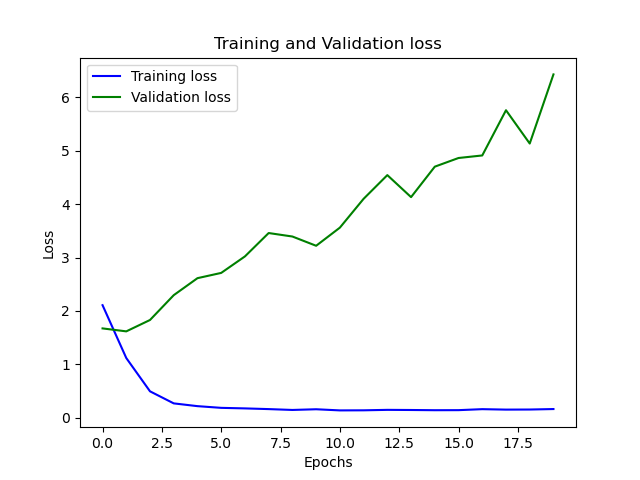 Training and Validation loss
Training loss
Validation loss
6
5
4
3
2
1
0
Loss
0.0 2.5 5.0 7.5 10.0 12.5 15.0 17.5
Epochs